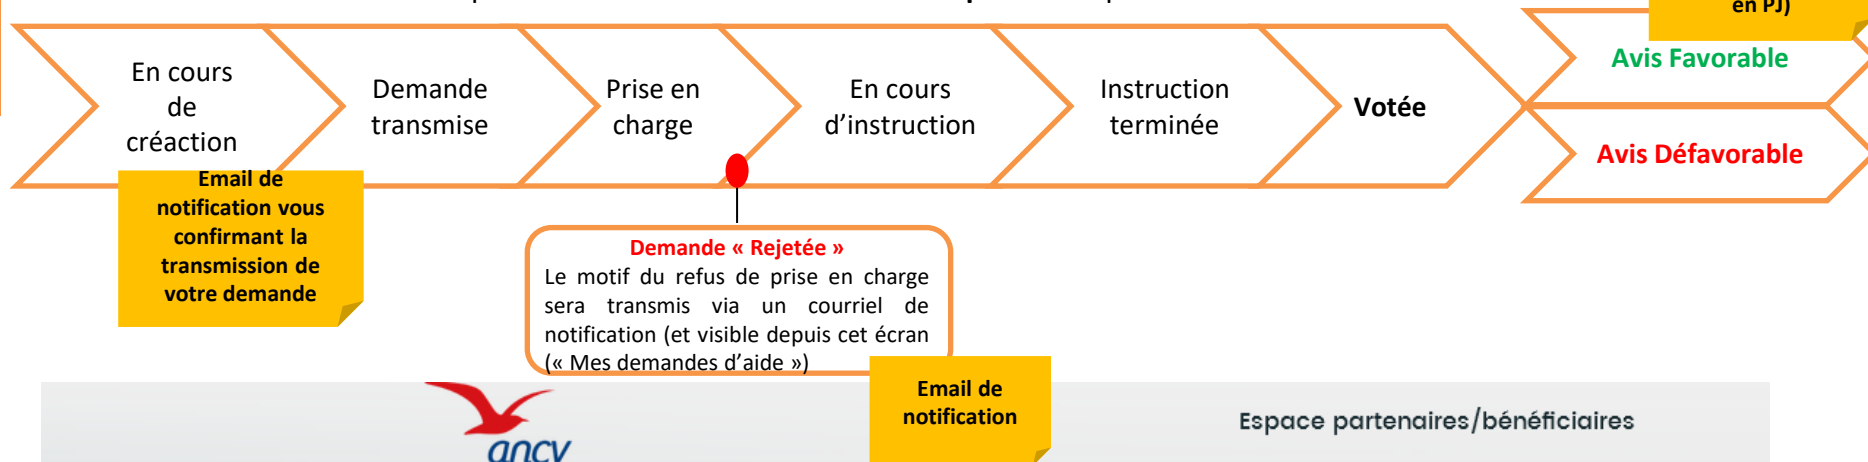 en PJ)
En cours
de
créaction
Demande
transmise
Prise en
charge
En cours
d'instruction
Instruction
terminée
Votée
Avis Favorable
Avis Défavorable
Email de
notification vous
confirmant la
transmission de
votre demande
Demande « Rejetée »
Le motif du refus de prise en charge
sera transmis via un courriel de
notification (et visible depuis cet écran
(« Mes demandes d'aide »)
Email de
notification
ancv
Espace partenaires/bénéficiaires